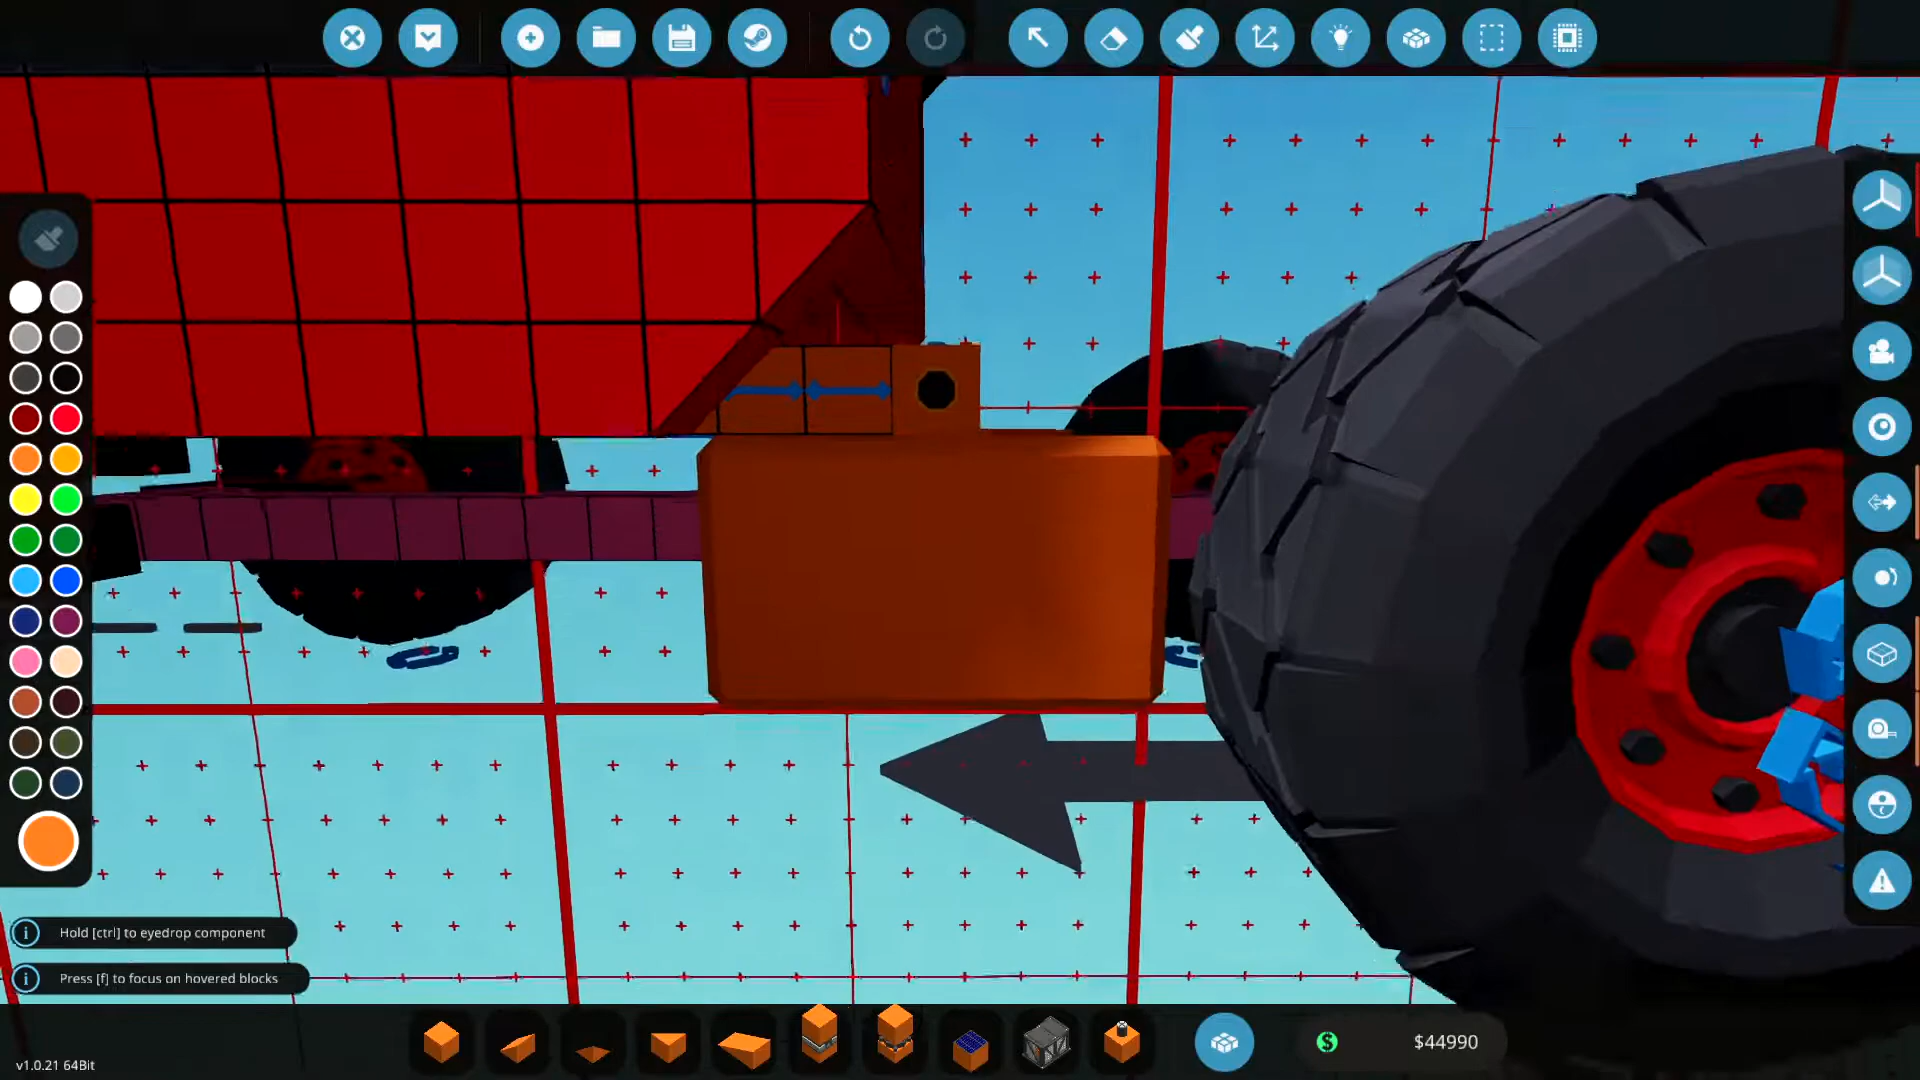 Hold [ctrl] to eyedrop component
Press [f] to focus on hovered blocks
$44990
v1.0.21 64Bit